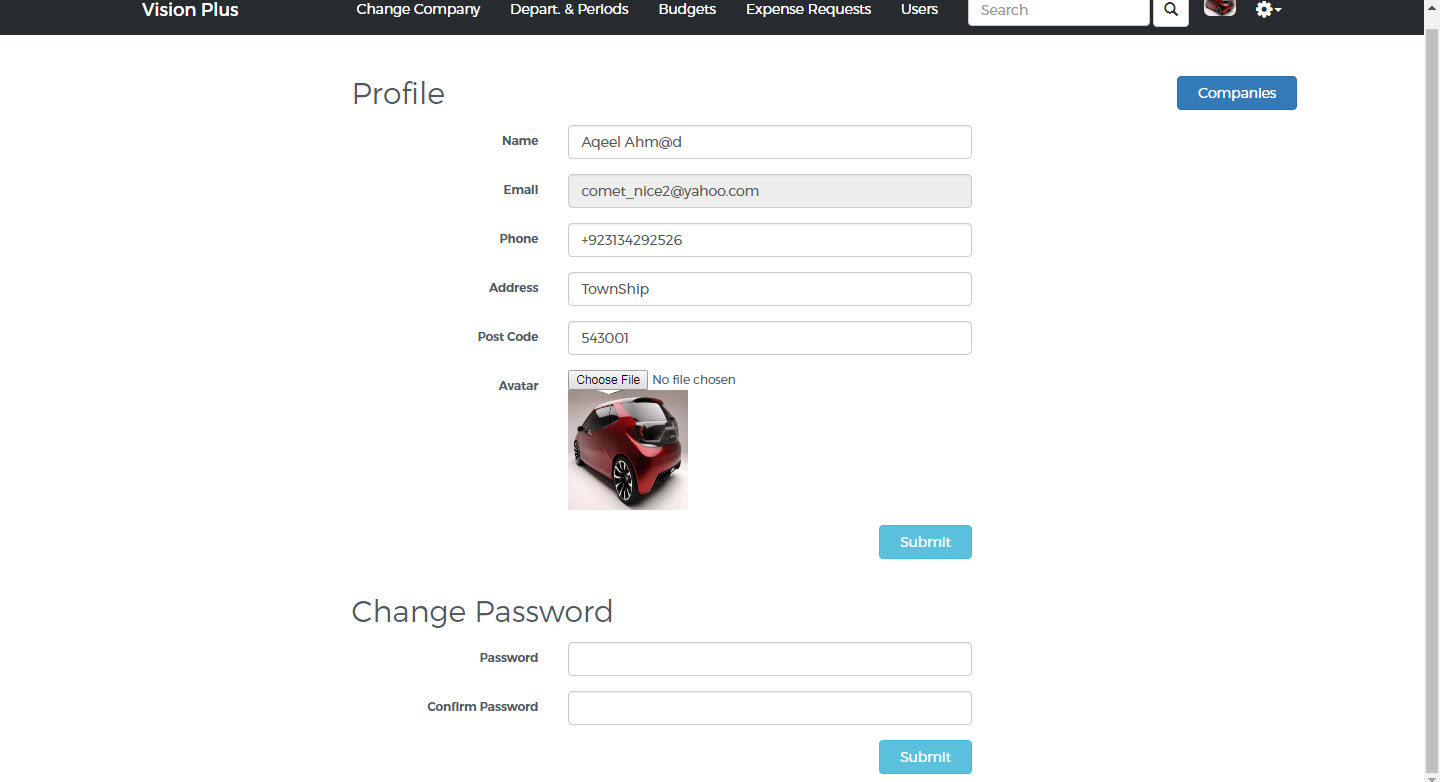 Vision Plus Change Company Depart. & Periods Budgets Expense Requests Users Search
Profile Companies
Name Aqeel Ahm@d
Email comet_nice2@yahoo.com
Phone +923134292526
Address TownShip
Post Code 543001
Avatar Choose File No file chosen
Submit
Change Password
Password
Confirm Password
Submit